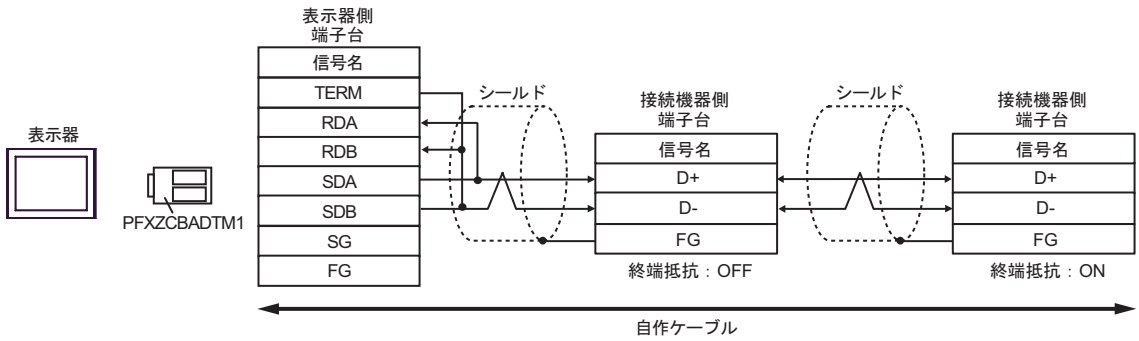 表示器
PFXZCBADTM1
表示器側
端子台
信号名
TERM
RDA
RDB
SDA
SDB
SG
FG
シールド
接続機器側
端子台
信号名
D+
D-
FG
終端抵抗：OFF
シールド
接続機器側
端子台
信号名
D+
D-
FG
終端抵抗：ON
自作ケーブル